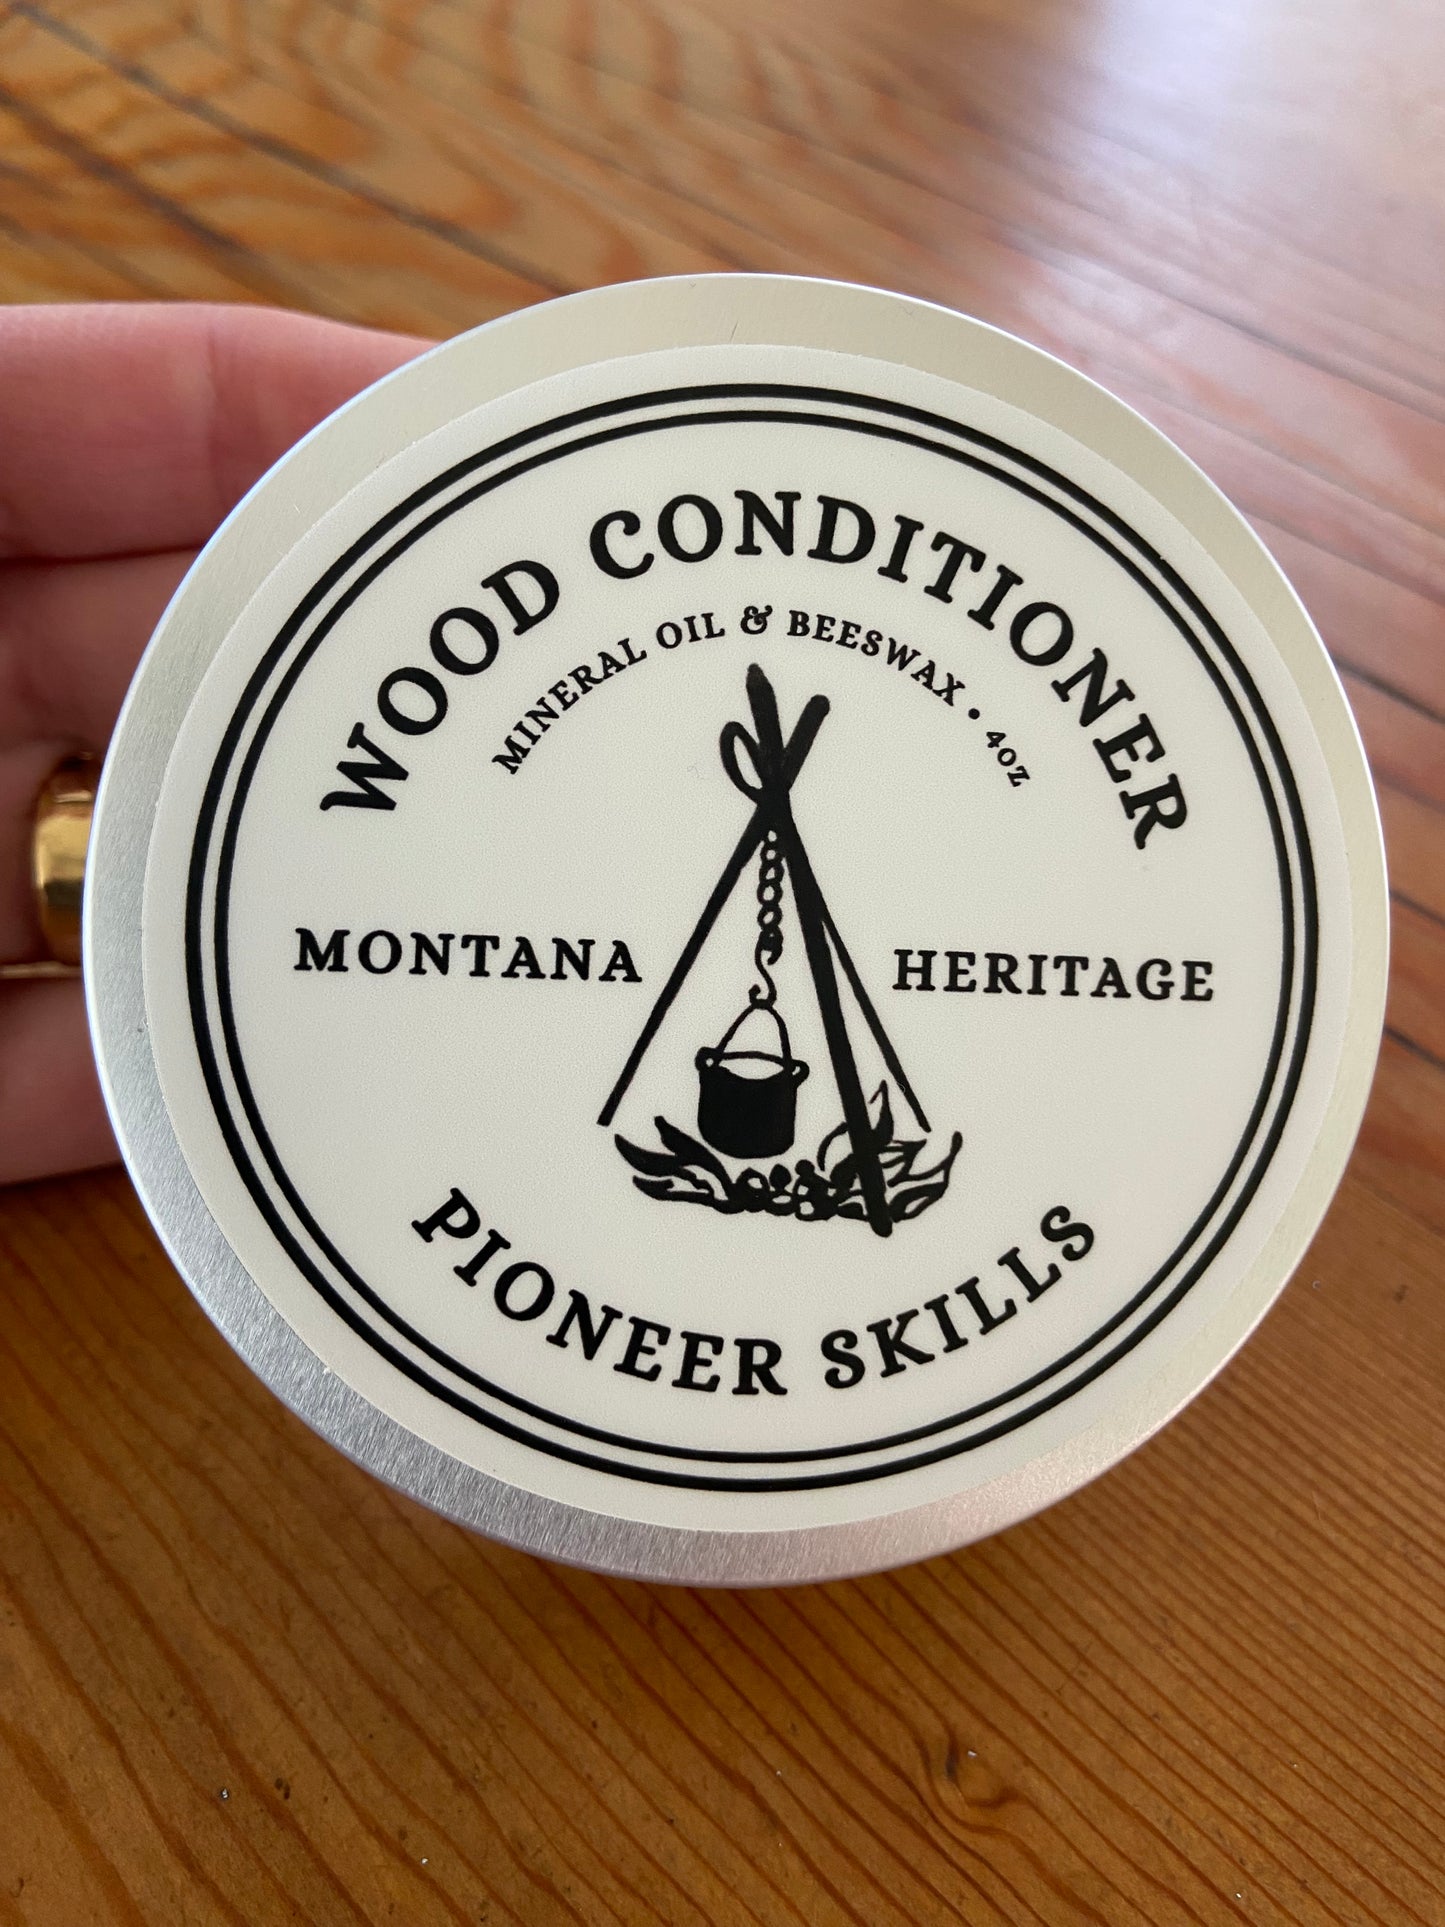 WOOD CONDITIONER
MINERAL OIL & BEESWAX • 4OZ
MONTANA HERITAGE
PIONEER SKILLS